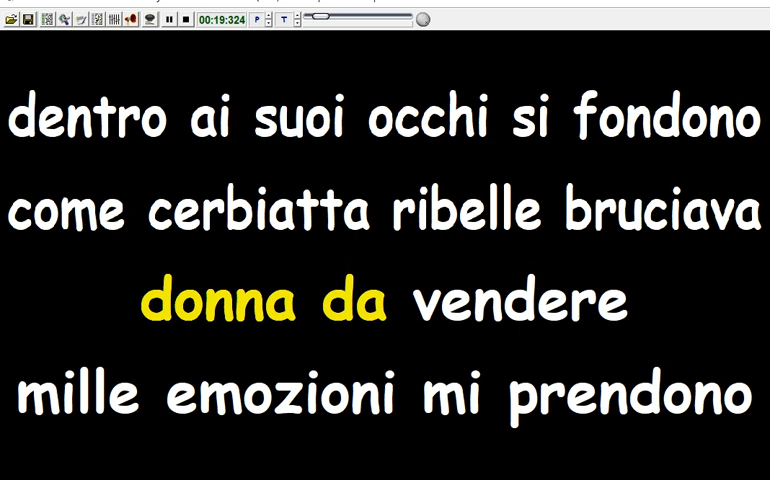 00:19:324 P T
dentro ai suoi occhi si fondono
come cerbiatta ribelle bruciava
donna da vendere
mille emozioni mi prendono